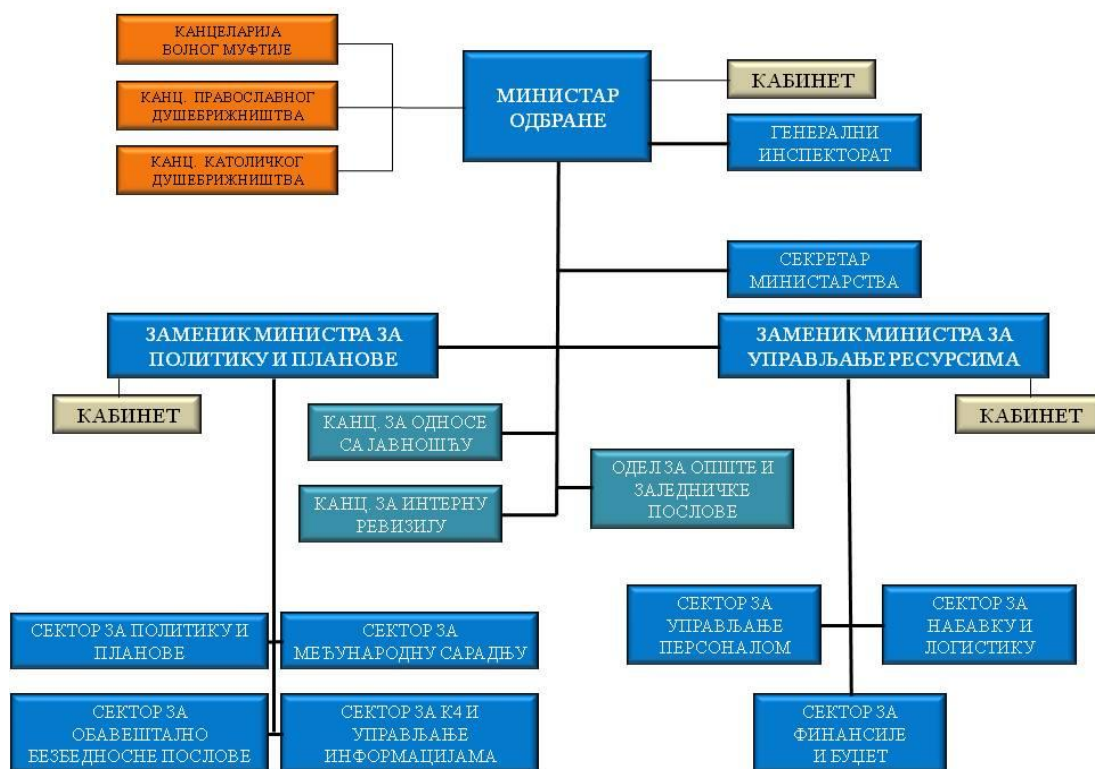 КАНЦЕЛАРИЈА
ВОЈНОГ МУФТИЈЕ
КАНЦ. ПРАВОСЛАВНОГ
ДУШЕБРИЖНИШТВА
КАНЦ. КАТОЛИЧКОГ
ДУШЕБРИЖНИШТВА
МИНИСТАР
ОДБРАНЕ
КАБИНЕТ
ГЕНЕРАЛНИ
ИНСПЕКТОРАТ
СЕКРЕТАР
МИНИСТАРСТВА
ЗАМЕНИК МИНИСТРА ЗА
ПОЛИТИКУ И ПЛАНОВЕ
ЗАМЕНИК МИНИСТРА ЗА
УПРАВЉАЊЕ РЕСУРСИМА
КАБИНЕТ
КАБИНЕТ
КАНЦ. ЗА ОДНОСЕ
СА ЈАВНОШЋУ
КАНЦ. ЗА ИНТЕРНУ
РЕВИЗИЈУ
ОДЕЛ ЗА ОПШТЕ И
ЗАЈЕДНИЧКЕ
ПОСЛОВЕ
СЕКТОР ЗА ПОЛИТИКУ И
ПЛАНОВЕ
СЕКТОР ЗА
МЕЂУНАРОДНУ САРАДЊУ
СЕКТОР ЗА
ОБАВЕШТАЈНО
БЕЗБЕДНОСНЕ ПОСЛОВЕ
СЕКТОР ЗА К4 И
УПРАВЉАЊЕ
ИНФОРМАЦИЈАМА
СЕКТОР ЗА
УПРАВЉАЊЕ
ПЕРСОНАЛОМ
СЕКТОР ЗА
НАБАВКУ И
ЛОГИСТИКУ
СЕКТОР ЗА
ФИНАНСИЈЕ
И БУЏЕТ